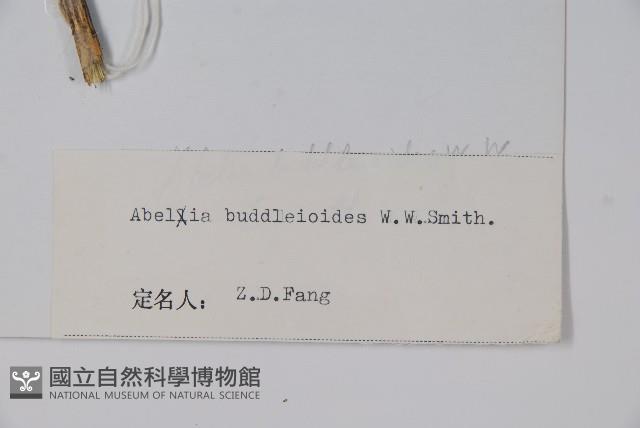 Abelia buddleioides W.W.Smith.
定名人: Z.D.Fang
國立自然科學博物館
NATIONAL MUSEUM OF NATURAL SCIENCE